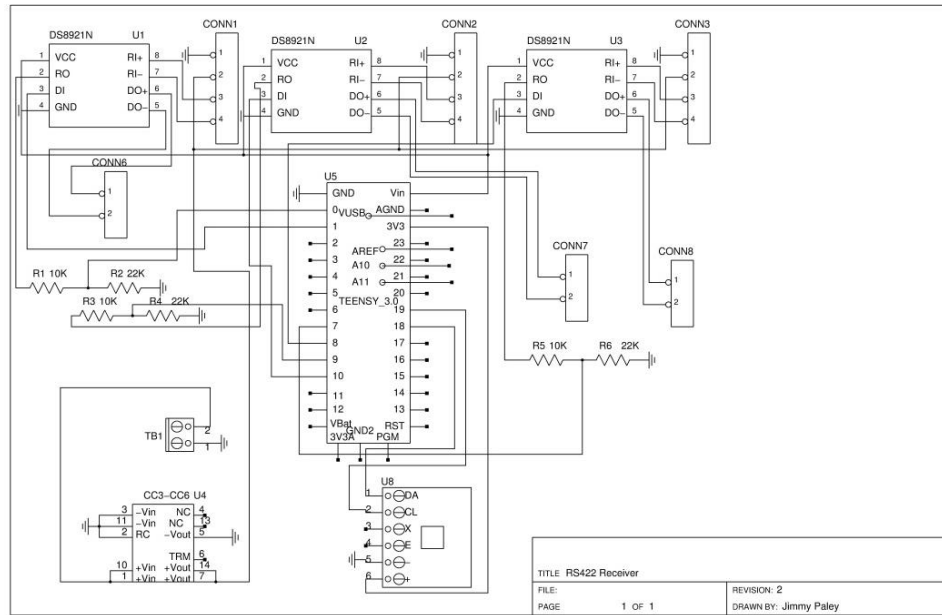 CONN1
CONN2
CONN3
DS8921N U1
DS8921N U2
DS8921N U3
1 VCC RI+ 8
2 RO RI- 7
3 DI DO+ 6
4 GND DO- 5
1
2
3
4
1 VCC RI+ 8
2 RO RI- 7
3 DI DO+ 6
4 GND DO- 5
1
2
3
4
1 VCC RI+ 8
2 RO RI- 7
3 DI DO+ 6
4 GND DO- 5
1
2
3
4
CONN6
1
2
U5
GND Vin
0 VUSB AGND
1 3V3
2 AREF 23
3 A10 22
4 A11 21
5 20
TEENSY_3.0
6 19
7 18
8 17
9 16
10 15
11 14
12 13
VBat GND2 RST
3V3A PGM
CONN7
1
2
CONN8
1
2
R1 10K R2 22K
R3 10K R4 22K
R5 10K R6 22K
TB1
2
1
CC3-CC6 U4
3 -Vin NC 4
11 -Vin NC 13
2 RC -Vout 5
TRM 6
10 +Vin +Vout 14
1 +Vin +Vout 7
U8
1 DA
2 CL
3 X
4 E
5 -
6 +
TITLE RS422 Receiver
FILE: REVISION: 2
PAGE 1 OF 1 DRAWN BY: Jimmy Paley